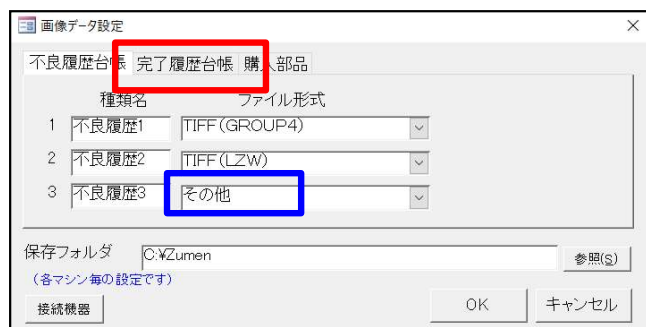 画像データ設定
不良履歴台帳 完了履歴台帳 購入部品
種類名 ファイル形式
1 不良履歴1 TIFF(GROUP4)
2 不良履歴2 TIFF(LZW)
3 不良履歴3 その他
保存フォルダ C:¥Zumen 参照(S)
(各マシン毎の設定です)
接続機器 OK キャンセル